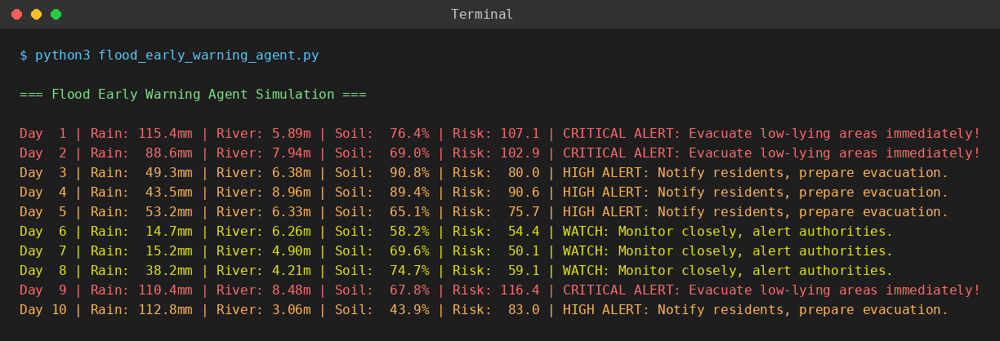 Terminal
$ python3 flood_early_warning_agent.py
=== Flood Early Warning Agent Simulation ===
Day  1 | Rain: 115.4mm | River: 5.89m | Soil:  76.4% | Risk: 107.1 | CRITICAL ALERT: Evacuate low-lying areas immediately!
Day  2 | Rain:  88.6mm | River: 7.94m | Soil:  69.0% | Risk: 102.9 | CRITICAL ALERT: Evacuate low-lying areas immediately!
Day  3 | Rain:  49.3mm | River: 6.38m | Soil:  90.8% | Risk:  80.0 | HIGH ALERT: Notify residents, prepare evacuation.
Day  4 | Rain:  43.5mm | River: 8.96m | Soil:  89.4% | Risk:  90.6 | HIGH ALERT: Notify residents, prepare evacuation.
Day  5 | Rain:  53.2mm | River: 6.33m | Soil:  65.1% | Risk:  75.7 | HIGH ALERT: Notify residents, prepare evacuation.
Day  6 | Rain:  14.7mm | River: 6.26m | Soil:  58.2% | Risk:  54.4 | WATCH: Monitor closely, alert authorities.
Day  7 | Rain:  15.2mm | River: 4.90m | Soil:  69.6% | Risk:  50.1 | WATCH: Monitor closely, alert authorities.
Day  8 | Rain:  38.2mm | River: 4.21m | Soil:  74.7% | Risk:  59.1 | WATCH: Monitor closely, alert authorities.
Day  9 | Rain: 110.4mm | River: 8.48m | Soil:  67.8% | Risk: 116.4 | CRITICAL ALERT: Evacuate low-lying areas immediately!
Day 10 | Rain: 112.8mm | River: 3.06m | Soil:  43.9% | Risk:  83.0 | HIGH ALERT: Notify residents, prepare evacuation.